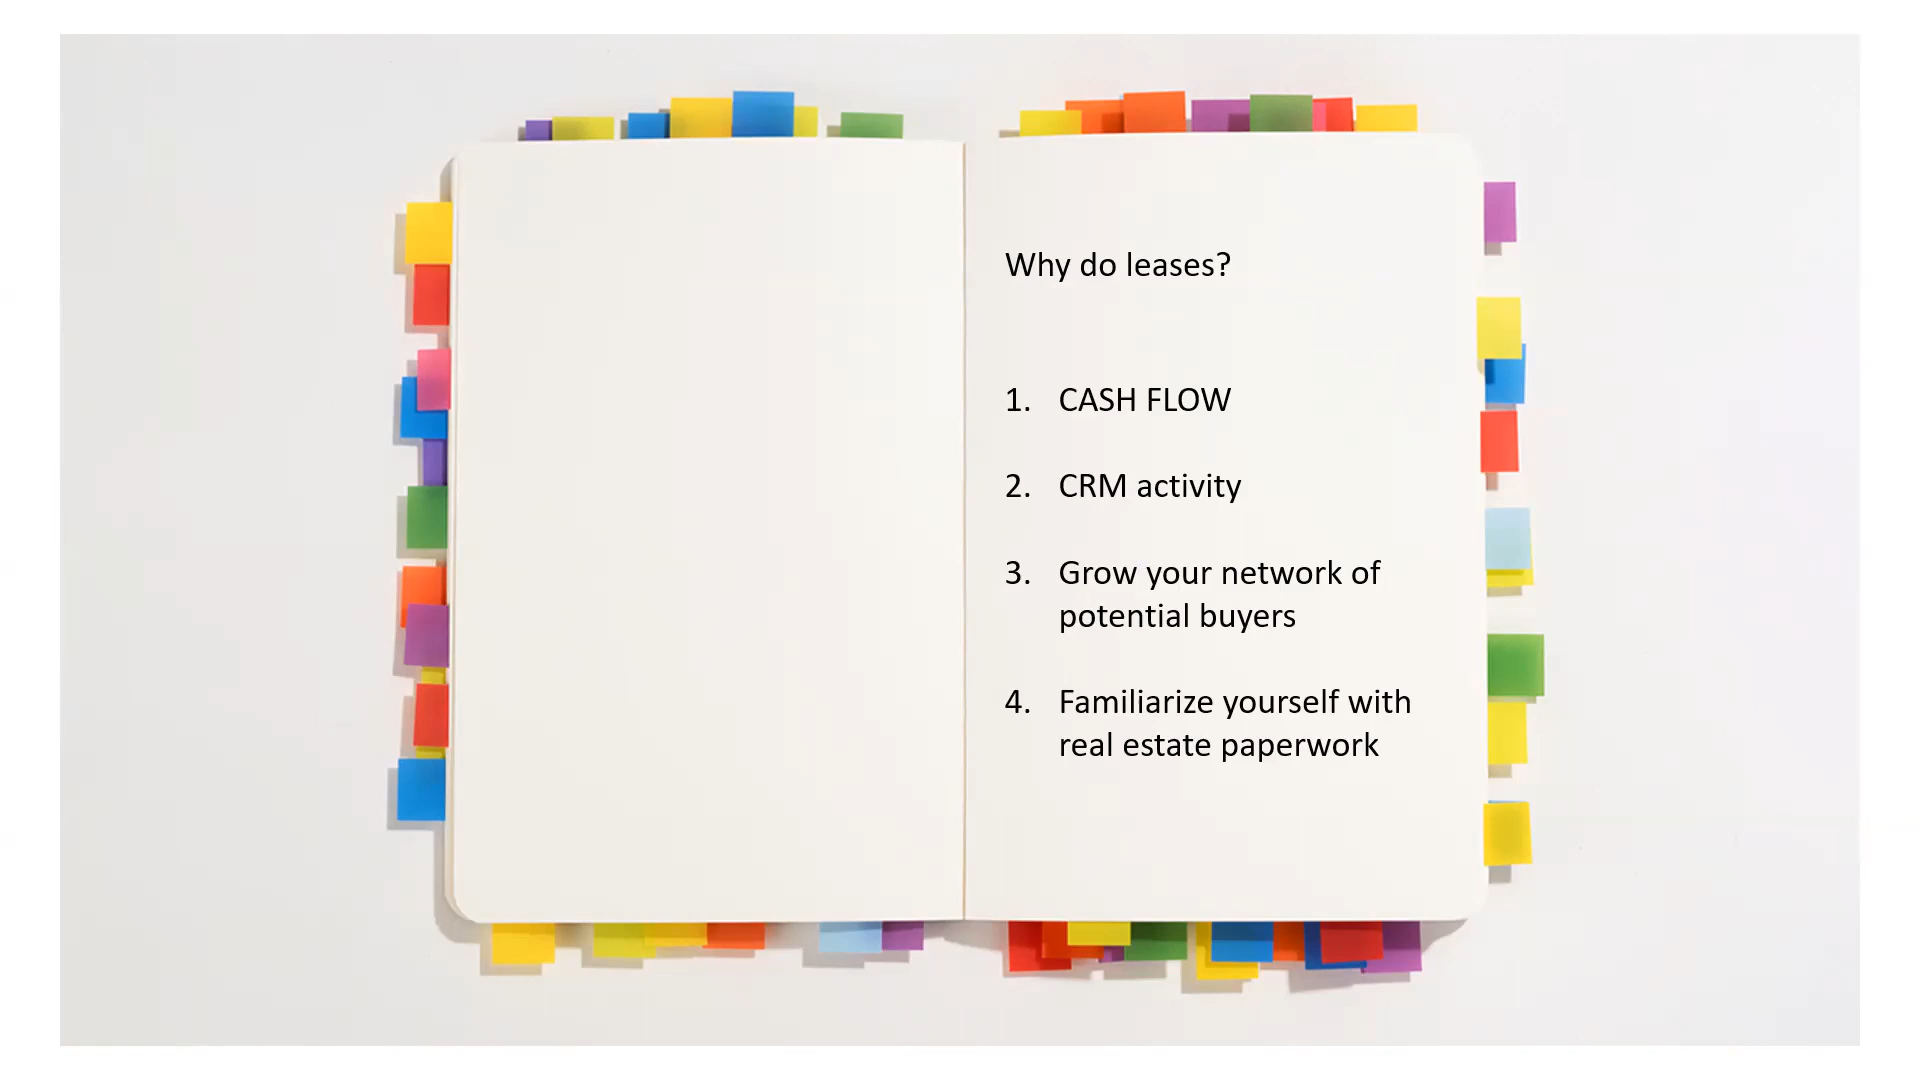 Why do leases?
1. CASH FLOW
2. CRM activity
3. Grow your network of
potential buyers
4. Familiarize yourself with
real estate paperwork